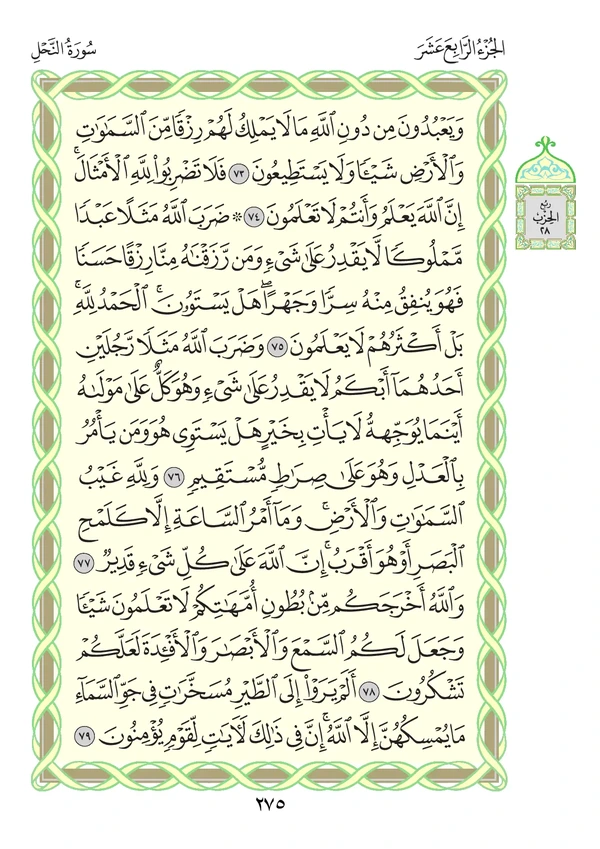 الجُزْءُ الرَّابِعَ عَشَرَ
سُورَةُ النَّحْلِ
وَيَعْبُدُونَ مِن دُونِ ٱللَّهِ مَا لَا يَمْلِكُ لَهُمْ رِزْقًا مِّنَ ٱلسَّمَٰوَٰتِ
وَٱلْأَرْضِ شَيْـًٔا وَلَا يَسْتَطِيعُونَ ٧٣ فَلَا تَضْرِبُوا۟ لِلَّهِ ٱلْأَمْثَالَ ۚ
إِنَّ ٱللَّهَ يَعْلَمُ وَأَنتُمْ لَا تَعْلَمُونَ ٧٤ ۞ ضَرَبَ ٱللَّهُ مَثَلًا عَبْدًا
مَّمْلُوكًا لَّا يَقْدِرُ عَلَىٰ شَىْءٍ وَمَن رَّزَقْنَٰهُ مِنَّا رِزْقًا حَسَنًا
فَهُوَ يُنفِقُ مِنْهُ سِرًّا وَجَهْرًا ۖ هَلْ يَسْتَوُۥنَ ۚ ٱلْحَمْدُ لِلَّهِ ۚ
بَلْ أَكْثَرُهُمْ لَا يَعْلَمُونَ ٧٥ وَضَرَبَ ٱللَّهُ مَثَلًا رَّجُلَيْنِ
أَحَدُهُمَآ أَبْكَمُ لَا يَقْدِرُ عَلَىٰ شَىْءٍ وَهُوَ كَلٌّ عَلَىٰ مَوْلَىٰهُ
أَيْنَمَا يُوَجِّههُّ لَا يَأْتِ بِخَيْرٍ هَلْ يَسْتَوِى هُوَ وَمَن يَأْمُرُ
بِٱلْعَدْلِ وَهُوَ عَلَىٰ صِرَٰطٍ مُّسْتَقِيمٍ ٧٦ وَلِلَّهِ غَيْبُ
ٱلسَّمَٰوَٰتِ وَٱلْأَرْضِ ۚ وَمَآ أَمْرُ ٱلسَّاعَةِ إِلَّا كَلَمْحِ
ٱلْبَصَرِ أَوْ هُوَ أَقْرَبُ ۚ إِنَّ ٱللَّهَ عَلَىٰ كُلِّ شَىْءٍ قَدِيرٌ ٧٧
وَٱللَّهُ أَخْرَجَكُم مِّنۢ بُطُونِ أُمَّهَٰتِكُمْ لَا تَعْلَمُونَ شَيْـًٔا
وَجَعَلَ لَكُمُ ٱلسَّمْعَ وَٱلْأَبْصَٰرَ وَٱلْأَفْـِٔدَةَ لَعَلَّكُمْ
تَشْكُرُونَ ٧٨ أَلَمْ يَرَوْا۟ إِلَى ٱلطَّيْرِ مُسَخَّرَٰتٍ فِى جَوِّ ٱلسَّمَآءِ
مَا يُمْسِكُهُنَّ إِلَّا ٱللَّهُ ۗ إِنَّ فِى ذَٰلِكَ لَءَايَٰتٍ لِّقَوْمٍ يُؤْمِنُونَ ٧٩
رُبْع
الحِزْب
٢٨
٢٧٥